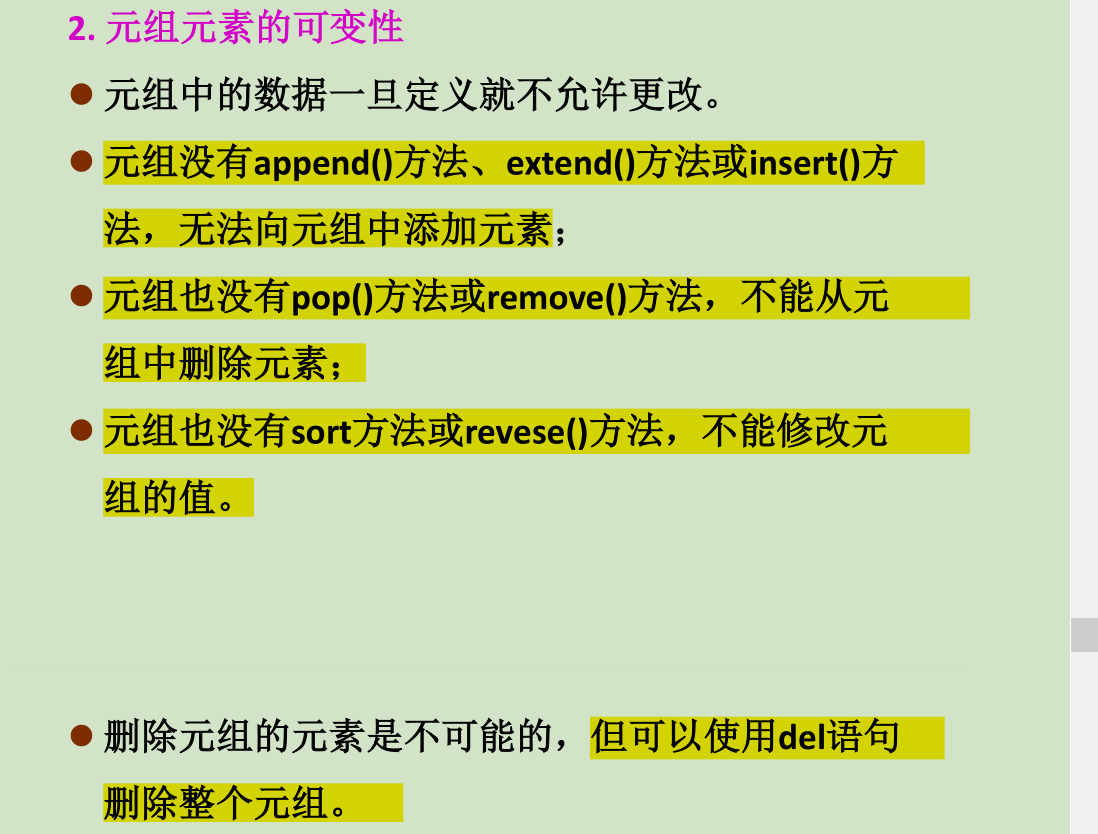 2. 元组元素的可变性
● 元组中的数据一旦定义就不允许更改。
● 元组没有append()方法、extend()方法或insert()方
法，无法向元组中添加元素；
● 元组也没有pop()方法或remove()方法，不能从元
组中删除元素；
● 元组也没有sort方法或revese()方法，不能修改元
组的值。
● 删除元组的元素是不可能的，但可以使用del语句
删除整个元组。